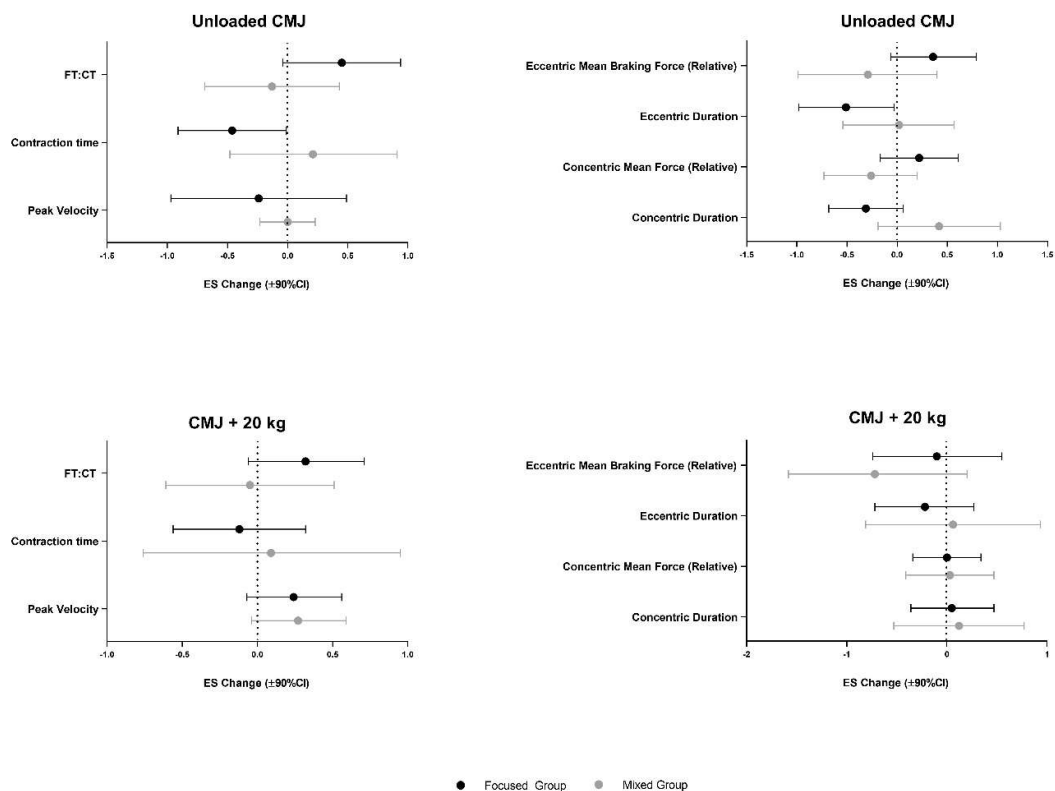 Unloaded CMJ
FT:CT
Contraction time
Peak Velocity
-1.5 -1.0 -0.5 0.0 0.5 1.0
ES Change (±90%CI)
Unloaded CMJ
Eccentric Mean Braking Force (Relative)
Eccentric Duration
Concentric Mean Force (Relative)
Concentric Duration
-1.5 -1.0 -0.5 0.0 0.5 1.0 1.5
ES Change (±90%CI)
CMJ + 20 kg
FT:CT
Contraction time
Peak Velocity
-1.0 -0.5 0.0 0.5 1.0
ES Change (±90%CI)
CMJ + 20 kg
Eccentric Mean Braking Force (Relative)
Eccentric Duration
Concentric Mean Force (Relative)
Concentric Duration
-2 -1 0 1
ES Change (±90%CI)
Focused Group Mixed Group